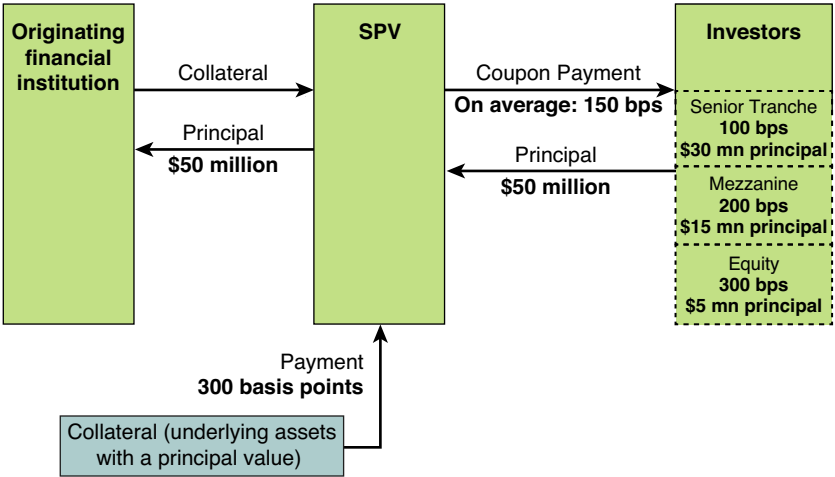 Originating
financial
institution
Collateral
Principal
$50 million
SPV
Coupon Payment
On average: 150 bps
Principal
$50 million
Investors
Senior Tranche
100 bps
$30 mn principal
Mezzanine
200 bps
$15 mn principal
Equity
300 bps
$5 mn principal
Payment
300 basis points
Collateral (underlying assets
with a principal value)